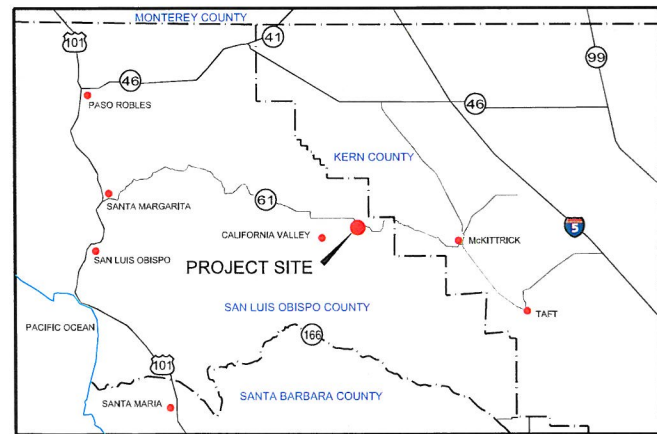 MONTEREY COUNTY
101
41
99
46
PASO ROBLES
46
KERN COUNTY
SANTA MARGARITA
61
CALIFORNIA VALLEY
McKITTRICK
5
SAN LUIS OBISPO
PROJECT SITE
SAN LUIS OBISPO COUNTY
TAFT
PACIFIC OCEAN
166
101
SANTA BARBARA COUNTY
SANTA MARIA